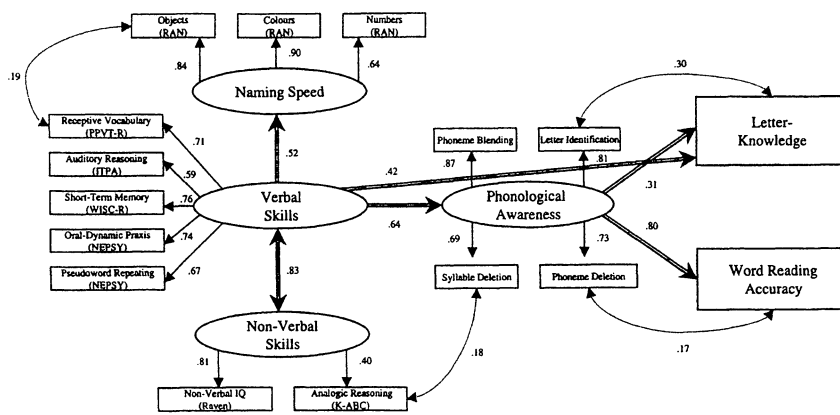 Objects
(RAN)
Colours
(RAN)
Numbers
(RAN)
.19
.84
.90
.64
Naming Speed
.30
Letter-
Knowledge
Receptive Vocabulary
(PPVT-R)
.71
.52
Phoneme Blending
Letter Identification
Auditory Reasoning
(ITPA)
.59
.42
.87
.81
.31
Short-Term Memory
(WISC-R)
.76
Verbal
Skills
.64
Phonological
Awareness
.80
Oral-Dynamic Praxis
(NEPSY)
.74
.69
.73
Pseudoword Repeating
(NEPSY)
.67
.83
Syllable Deletion
Phoneme Deletion
Word Reading
Accuracy
Non-Verbal
Skills
.81
.40
.18
.17
Non-Verbal IQ
(Raven)
Analogic Reasoning
(K-ABC)